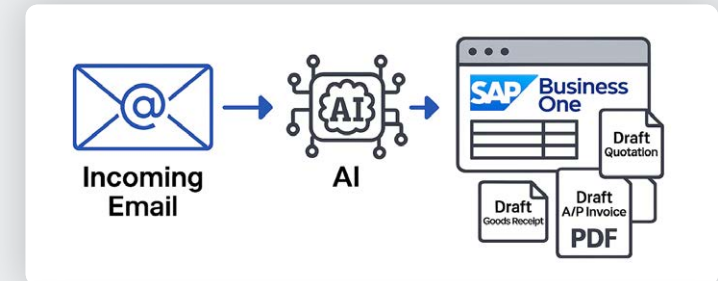 @
Incoming
Email
AI
AI
SAP Business
One
Draft
Quotation
Draft
Goods Receipt
Draft
A/P Invoice
PDF